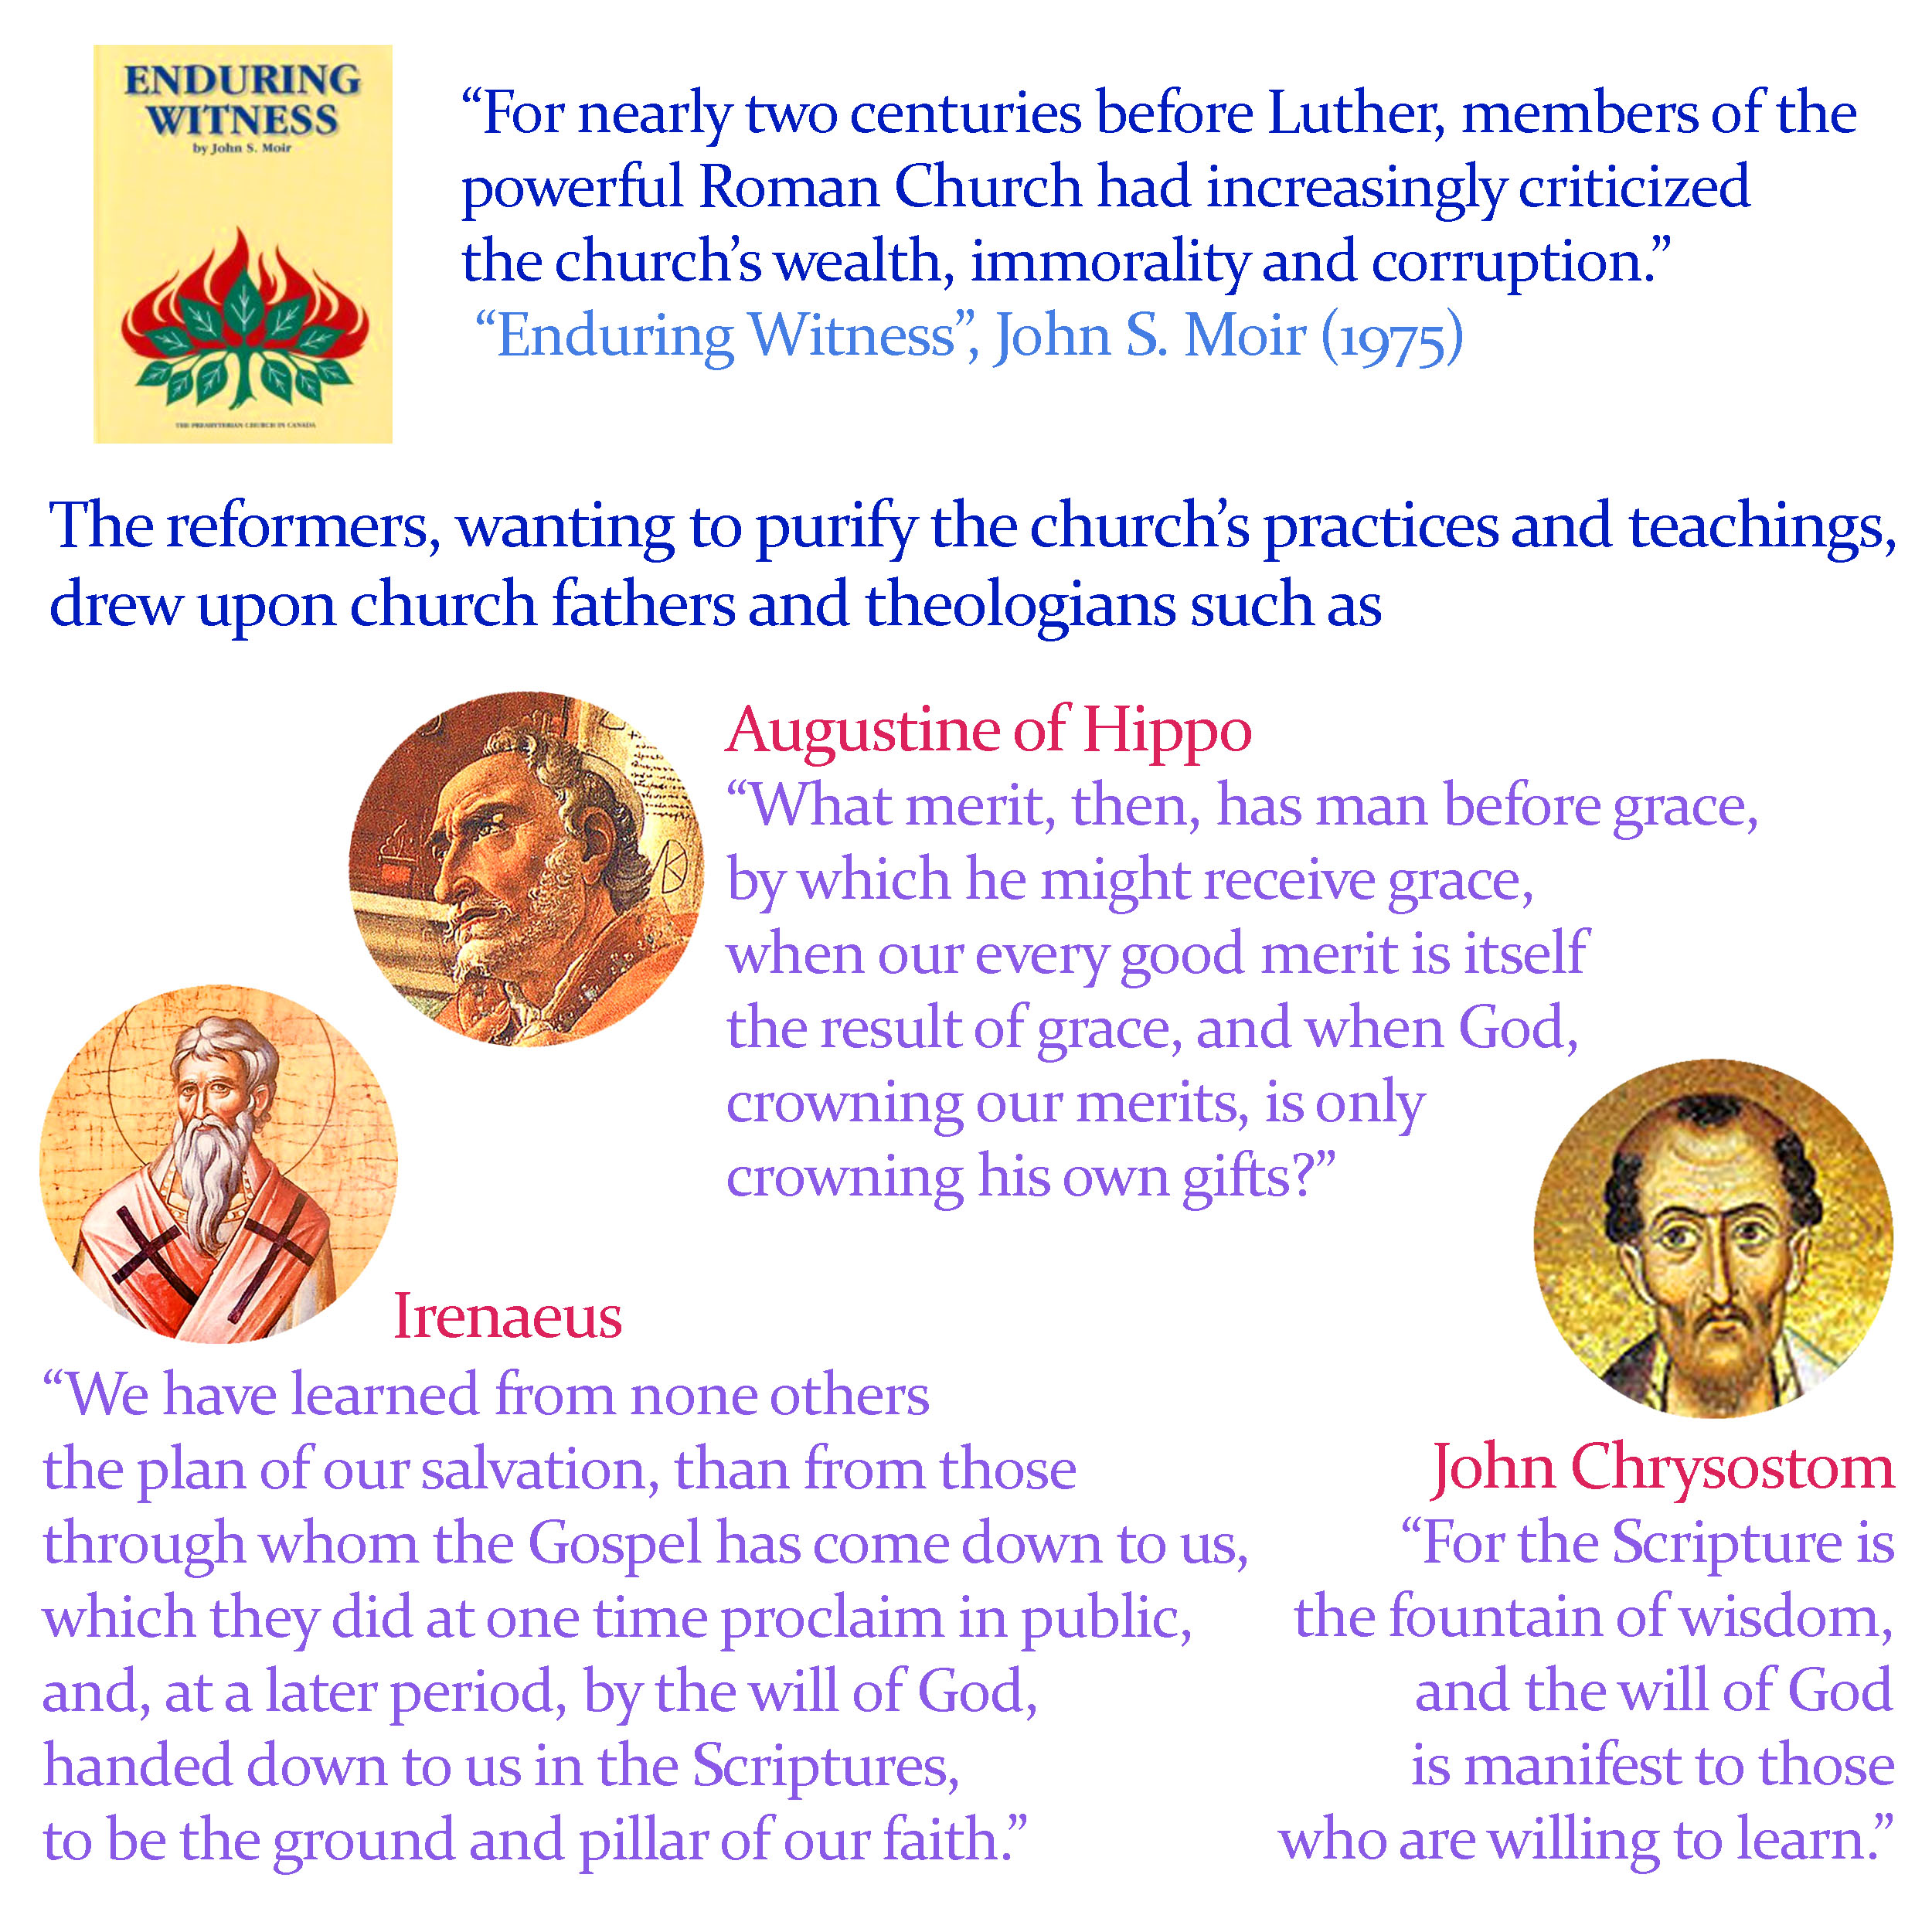 ENDURING
WITNESS
by John S. Moir
THE PRESBYTERIAN CHURCH IN CANADA
“For nearly two centuries before Luther, members of the
powerful Roman Church had increasingly criticized
the church’s wealth, immorality and corruption.”
“Enduring Witness”, John S. Moir (1975)
The reformers, wanting to purify the church’s practices and teachings,
drew upon church fathers and theologians such as
Augustine of Hippo
“What merit, then, has man before grace,
by which he might receive grace,
when our every good merit is itself
the result of grace, and when God,
crowning our merits, is only
crowning his own gifts?”
Irenaeus
“We have learned from none others
the plan of our salvation, than from those
through whom the Gospel has come down to us,
which they did at one time proclaim in public,
and, at a later period, by the will of God,
handed down to us in the Scriptures,
to be the ground and pillar of our faith.”
John Chrysostom
“For the Scripture is
the fountain of wisdom,
and the will of God
is manifest to those
who are willing to learn.”